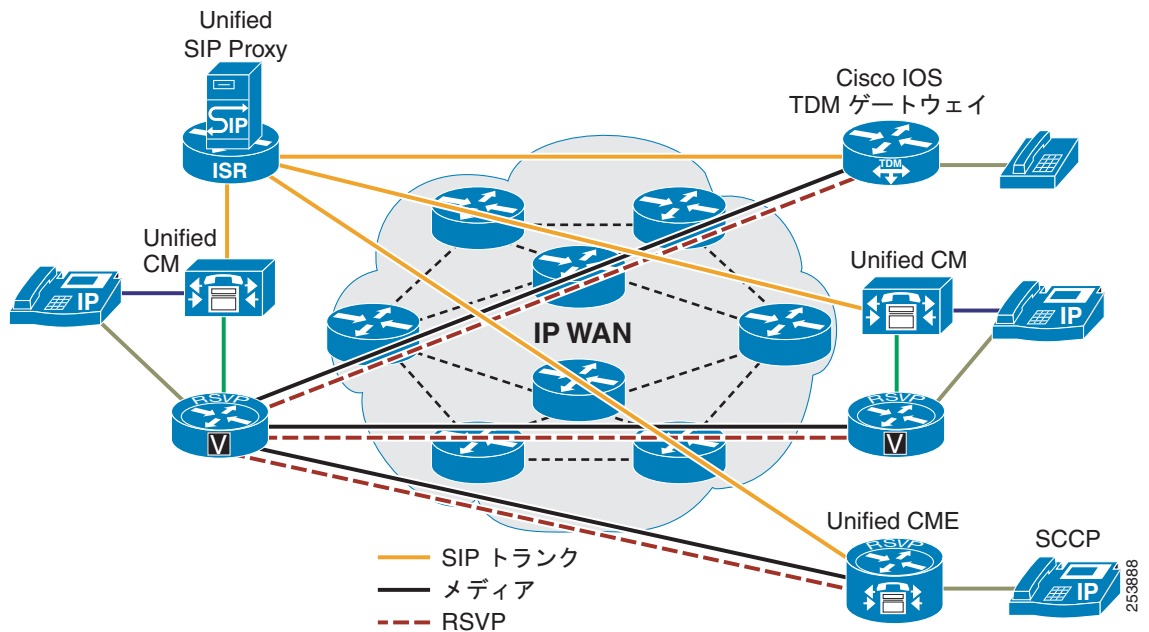 Unified
SIP Proxy
SIP
ISR
Cisco IOS
TDM ゲートウェイ
TDM
Unified
CM
IP
Unified CM
IP
IP WAN
RSVP
V
RSVP
V
Unified CME
RSVP
SCCP
IP
SIP トランク
メディア
RSVP
253888